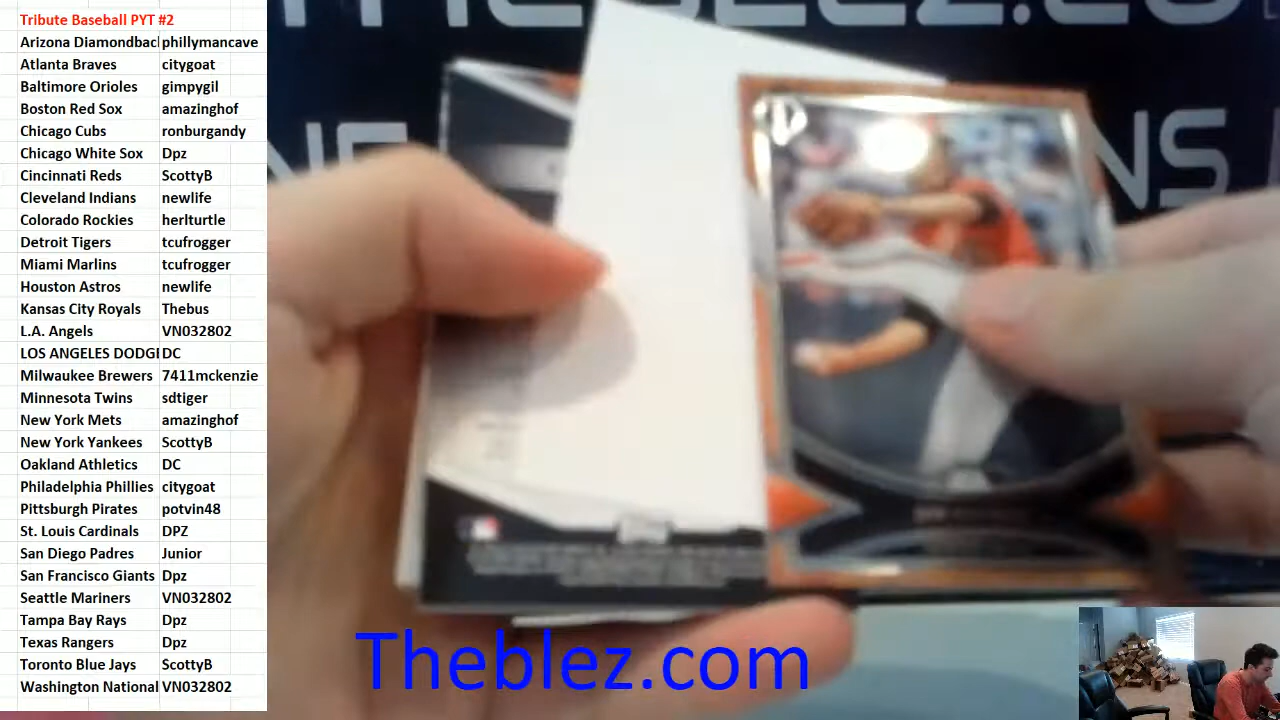 Tribute Baseball PYT #2
Arizona Diamondbac phillymancave
Atlanta Braves citygoat
Baltimore Orioles gimpygil
Boston Red Sox amazinghof
Chicago Cubs ronburgandy
Chicago White Sox Dpz
Cincinnati Reds ScottyB
Cleveland Indians newlife
Colorado Rockies herlturtle
Detroit Tigers tcufrogger
Miami Marlins tcufrogger
Houston Astros newlife
Kansas City Royals Thebus
L.A. Angels VN032802
LOS ANGELES DODG DC
Milwaukee Brewers 7411mckenzie
Minnesota Twins sdtiger
New York Mets amazinghof
New York Yankees ScottyB
Oakland Athletics DC
Philadelphia Phillies citygoat
Pittsburgh Pirates potvin48
St. Louis Cardinals DPZ
San Diego Padres Junior
San Francisco Giants Dpz
Seattle Mariners VN032802
Tampa Bay Rays Dpz
Texas Rangers Dpz
Toronto Blue Jays ScottyB
Washington National VN032802
THEBLEZ.COM
Theblez.com